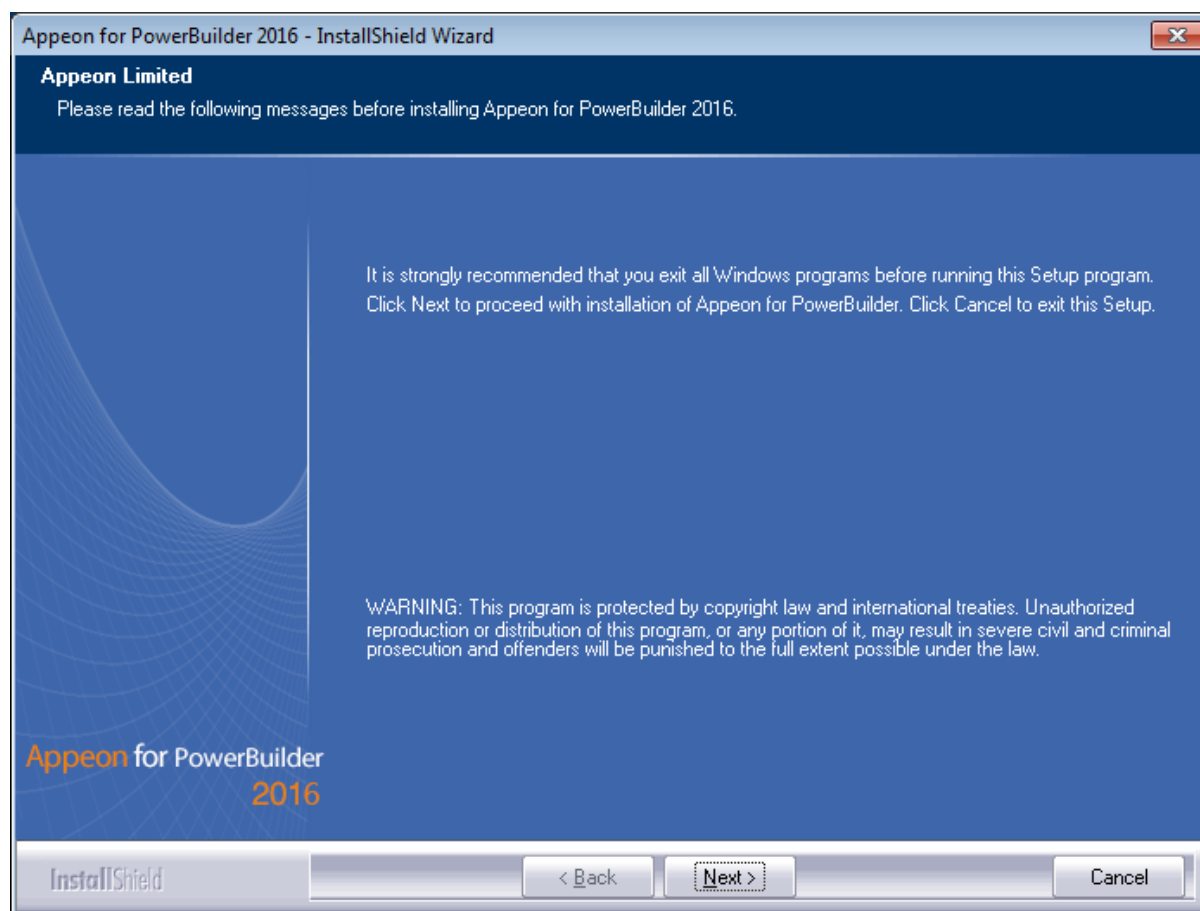 Appeon for PowerBuilder 2016 - InstallShield Wizard
Appeon Limited
Please read the following messages before installing Appeon for PowerBuilder 2016.
It is strongly recommended that you exit all Windows programs before running this Setup program.
Click Next to proceed with installation of Appeon for PowerBuilder. Click Cancel to exit this Setup.
WARNING: This program is protected by copyright law and international treaties. Unauthorized
reproduction or distribution of this program, or any portion of it, may result in severe civil and criminal
prosecution and offenders will be punished to the full extent possible under the law.
Appeon for PowerBuilder
2016
InstallShield
< Back
Next >
Cancel